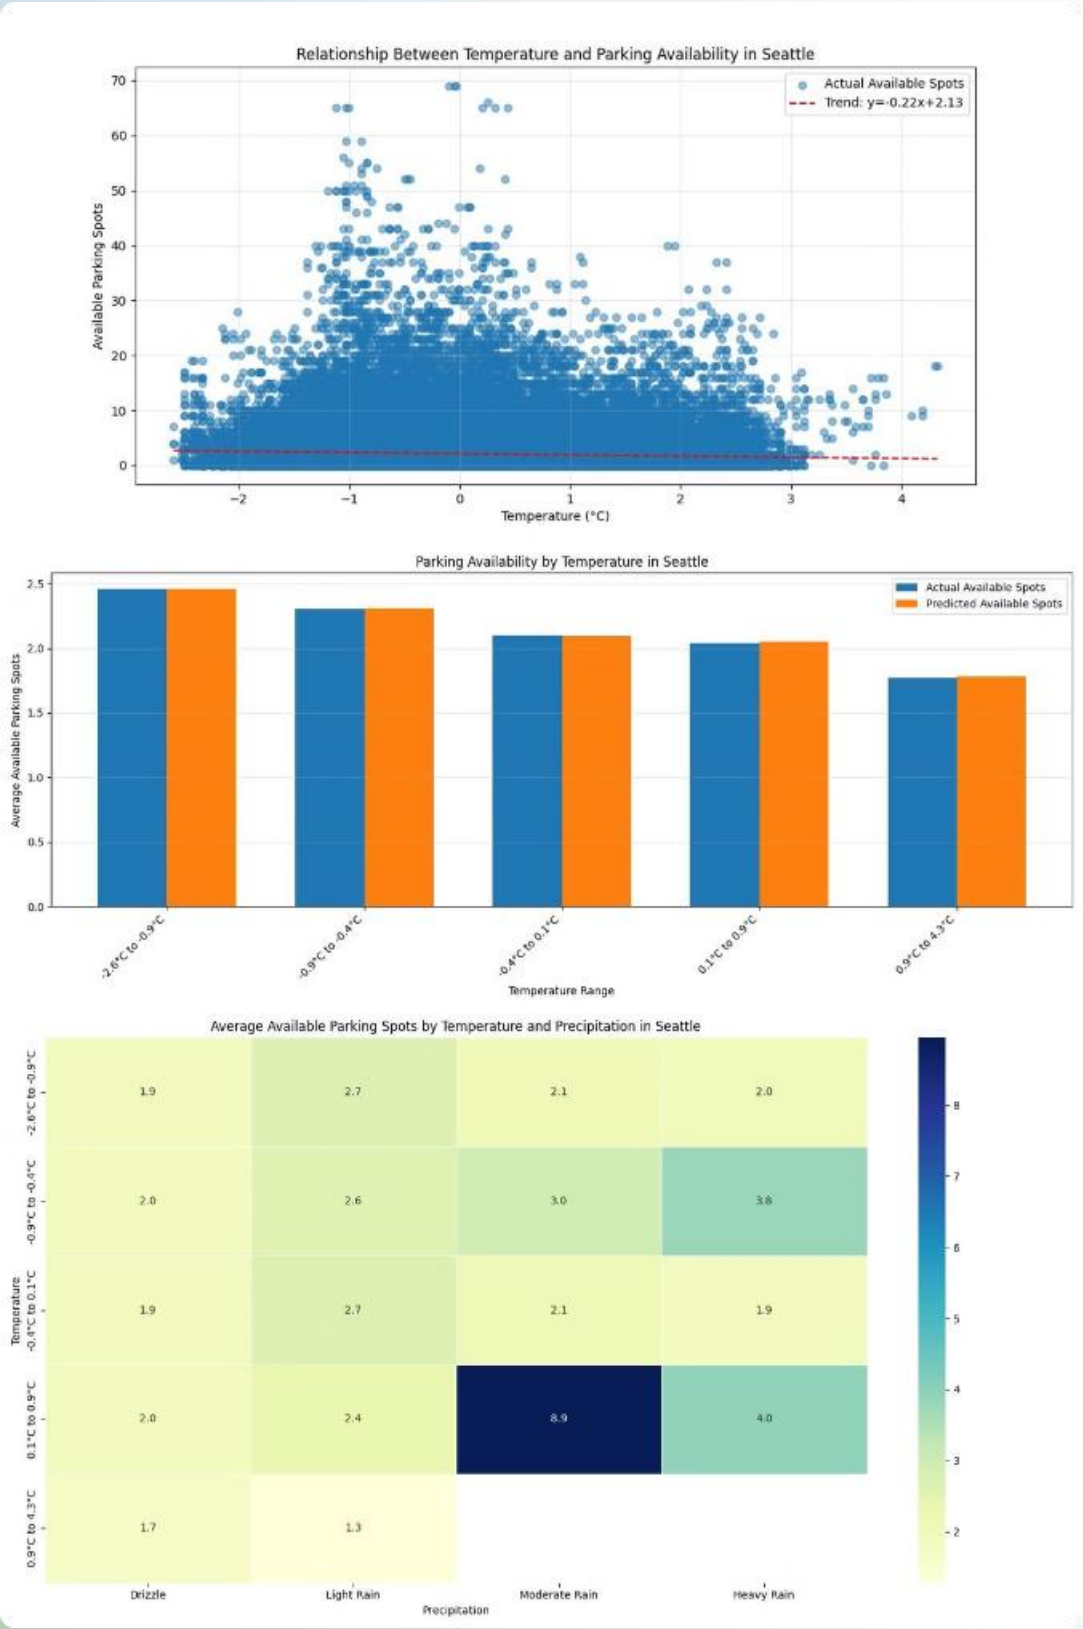 Relationship Between Temperature and Parking Availability in Seattle
Actual Available Spots
Trend: y=-0.22x+2.13
70
60
50
40
30
20
10
0
Available Parking Spots
−2 −1 0 1 2 3 4
Temperature (°C)
Parking Availability by Temperature in Seattle
Actual Available Spots
Predicted Available Spots
2.5
2.0
1.5
1.0
0.5
0.0
Average Available Parking Spots
-2.6°C to -0.9°C
-0.9°C to -0.4°C
-0.4°C to 0.1°C
0.1°C to 0.9°C
0.9°C to 4.3°C
Temperature Range
Average Available Parking Spots by Temperature and Precipitation in Seattle
Temperature
-2.6°C to -0.9°C
1.9 2.7 2.1 2.0
-0.9°C to -0.4°C
2.0 2.6 3.0 3.8
-0.4°C to 0.1°C
1.9 2.7 2.1 1.9
0.1°C to 0.9°C
2.0 2.4 8.9 4.0
0.9°C to 4.3°C
1.7 1.3
Drizzle Light Rain Moderate Rain Heavy Rain
Precipitation
8
7
6
5
4
3
2